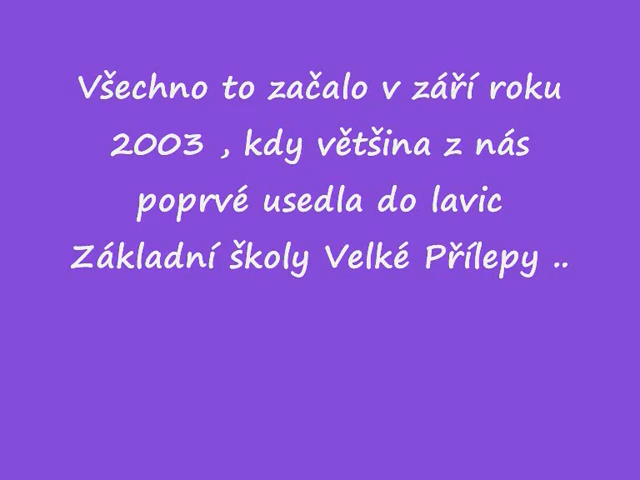 Všechno to začalo v září roku
2003 , kdy většina z nás
poprvé usedla do lavic
Základní školy Velké Přílepy ..